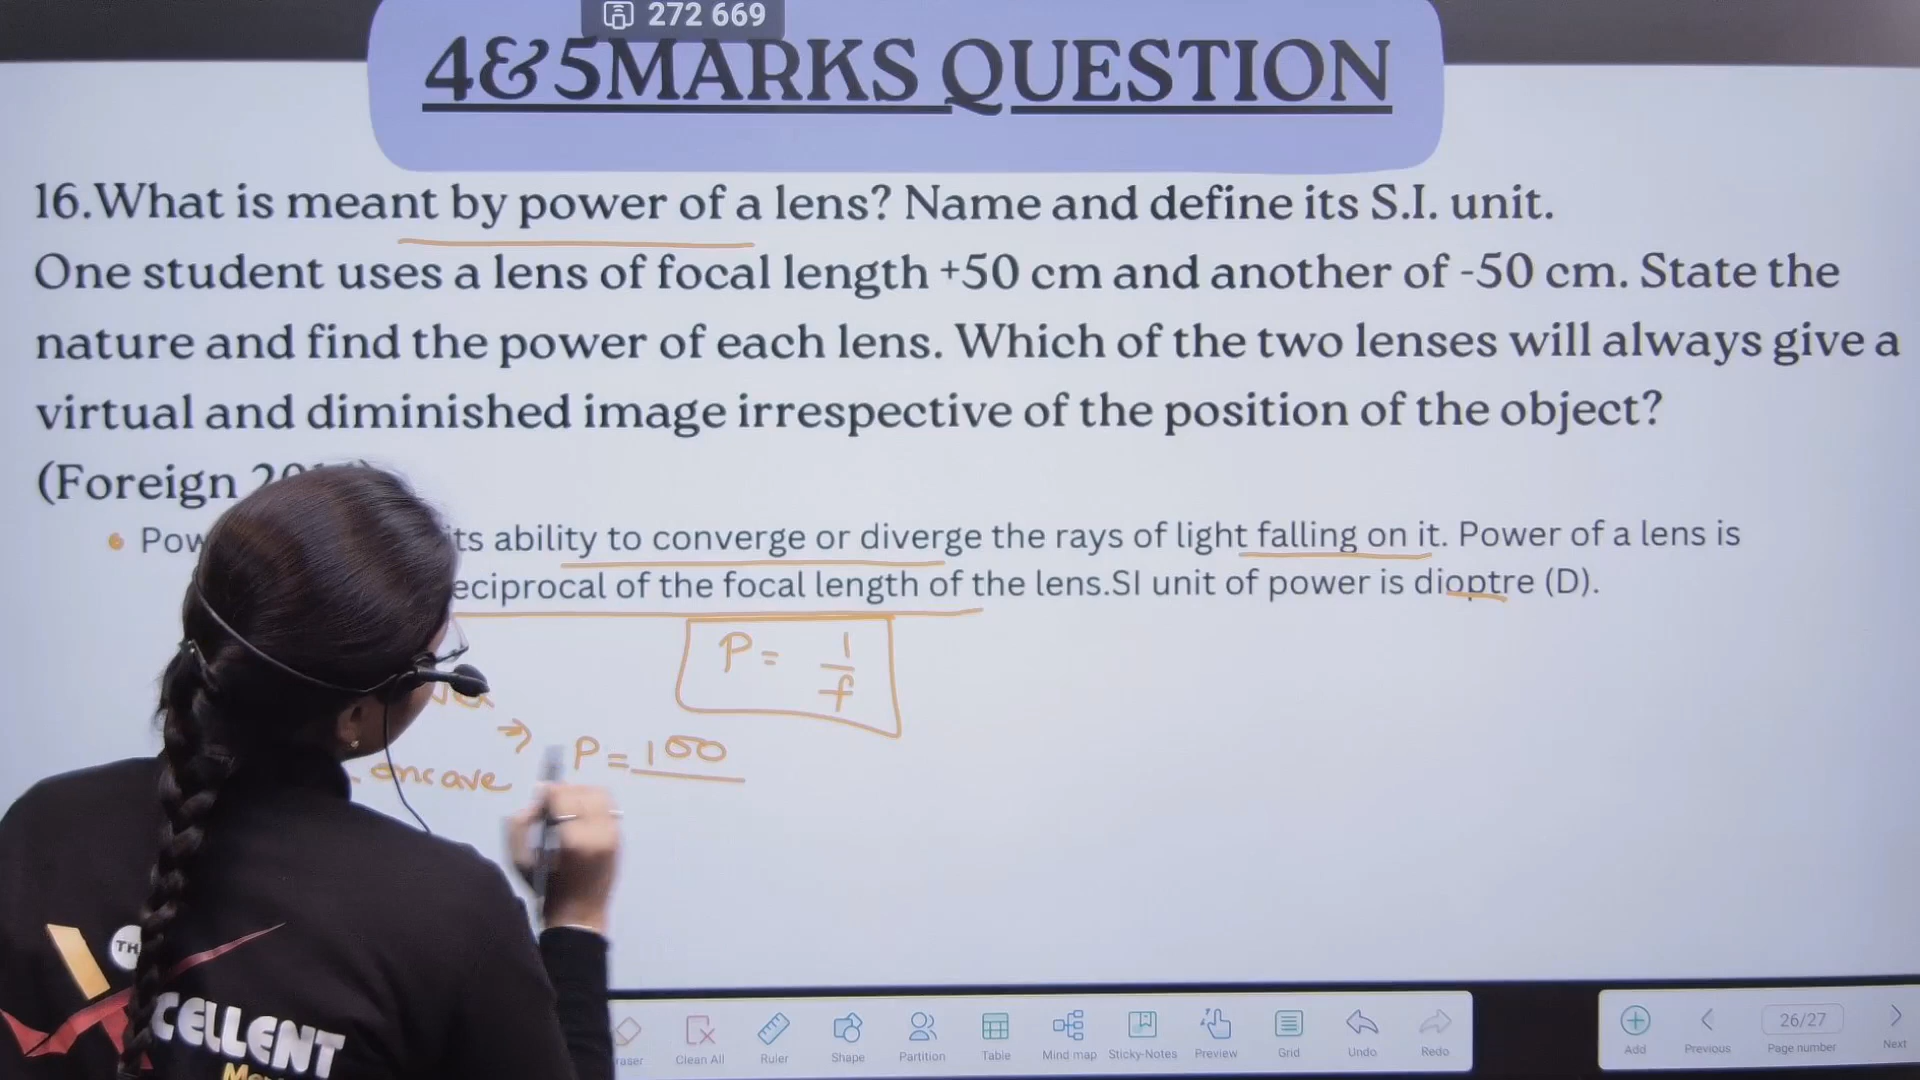 272 669
4&5MARKS QUESTION
16.What is meant by power of a lens? Name and define its S.I. unit.
One student uses a lens of focal length +50 cm and another of -50 cm. State the
nature and find the power of each lens. Which of the two lenses will always give a
virtual and diminished image irrespective of the position of the object?
(Foreign
its ability to converge or diverge the rays of light falling on it. Power of a lens is
reciprocal of the focal length of the lens.SI unit of power is dioptre (D).
P = 1/f
P = 100
concave
TH
XCELLENT
Clean All
Ruler
Shape
Partition
Table
Mind map
Sticky-Notes
Preview
Grid
Undo
Redo
Add
Previous
26/27
Page number
Next